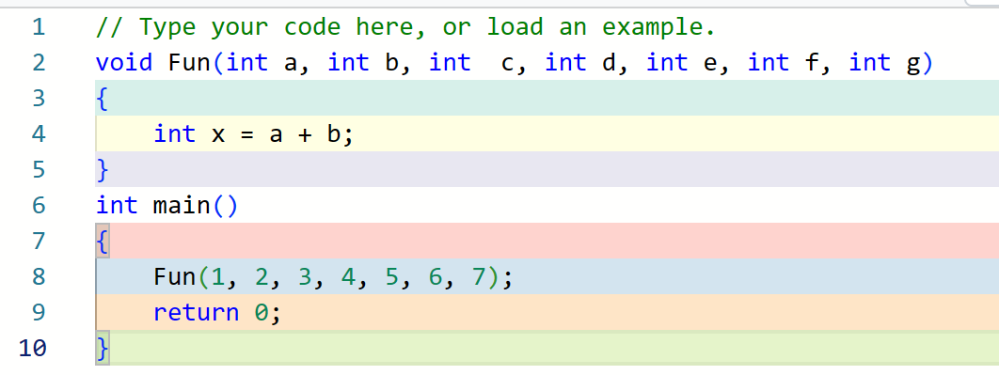 1 // Type your code here, or load an example.
2 void Fun(int a, int b, int  c, int d, int e, int f, int g)
3 {
4     int x = a + b;
5 }
6 int main()
7 {
8     Fun(1, 2, 3, 4, 5, 6, 7);
9     return 0;
10 }